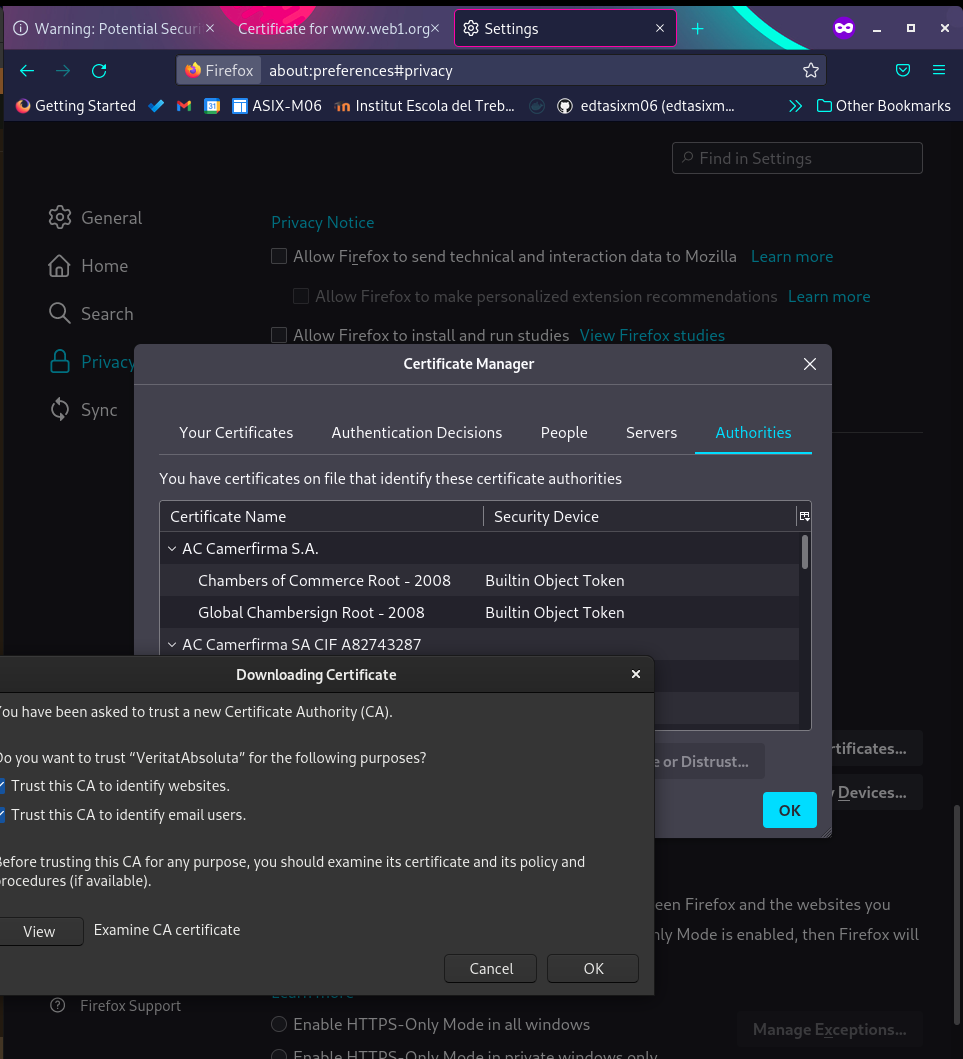 Warning: Potential Securi
Certificate for www.web1.org
Settings
Firefox about:preferences#privacy
Getting Started
31
ASIX-M06
Institut Escola del Treb...
edtasixm06 (edtasixm...
Other Bookmarks
Find in Settings
General
Home
Search
Privacy
Sync
Privacy Notice
Allow Firefox to send technical and interaction data to Mozilla Learn more
Allow Firefox to make personalized extension recommendations Learn more
Allow Firefox to install and run studies View Firefox studies
Certificate Manager
Your Certificates Authentication Decisions People Servers Authorities
You have certificates on file that identify these certificate authorities
Certificate Name Security Device
AC Camerfirma S.A.
Chambers of Commerce Root - 2008 Builtin Object Token
Global Chambersign Root - 2008 Builtin Object Token
AC Camerfirma SA CIF A82743287
e or Distrust...
OK
rtificates...
y Devices...
Downloading Certificate
You have been asked to trust a new Certificate Authority (CA).
Do you want to trust “VeritatAbsoluta” for the following purposes?
Trust this CA to identify websites.
Trust this CA to identify email users.
Before trusting this CA for any purpose, you should examine its certificate and its policy and
procedures (if available).
View Examine CA certificate
Cancel OK
een Firefox and the websites you
nly Mode is enabled, then Firefox will
Learn more
Firefox Support
Enable HTTPS-Only Mode in all windows
Manage Exceptions...
Enable HTTPS-Only Mode in private windows only